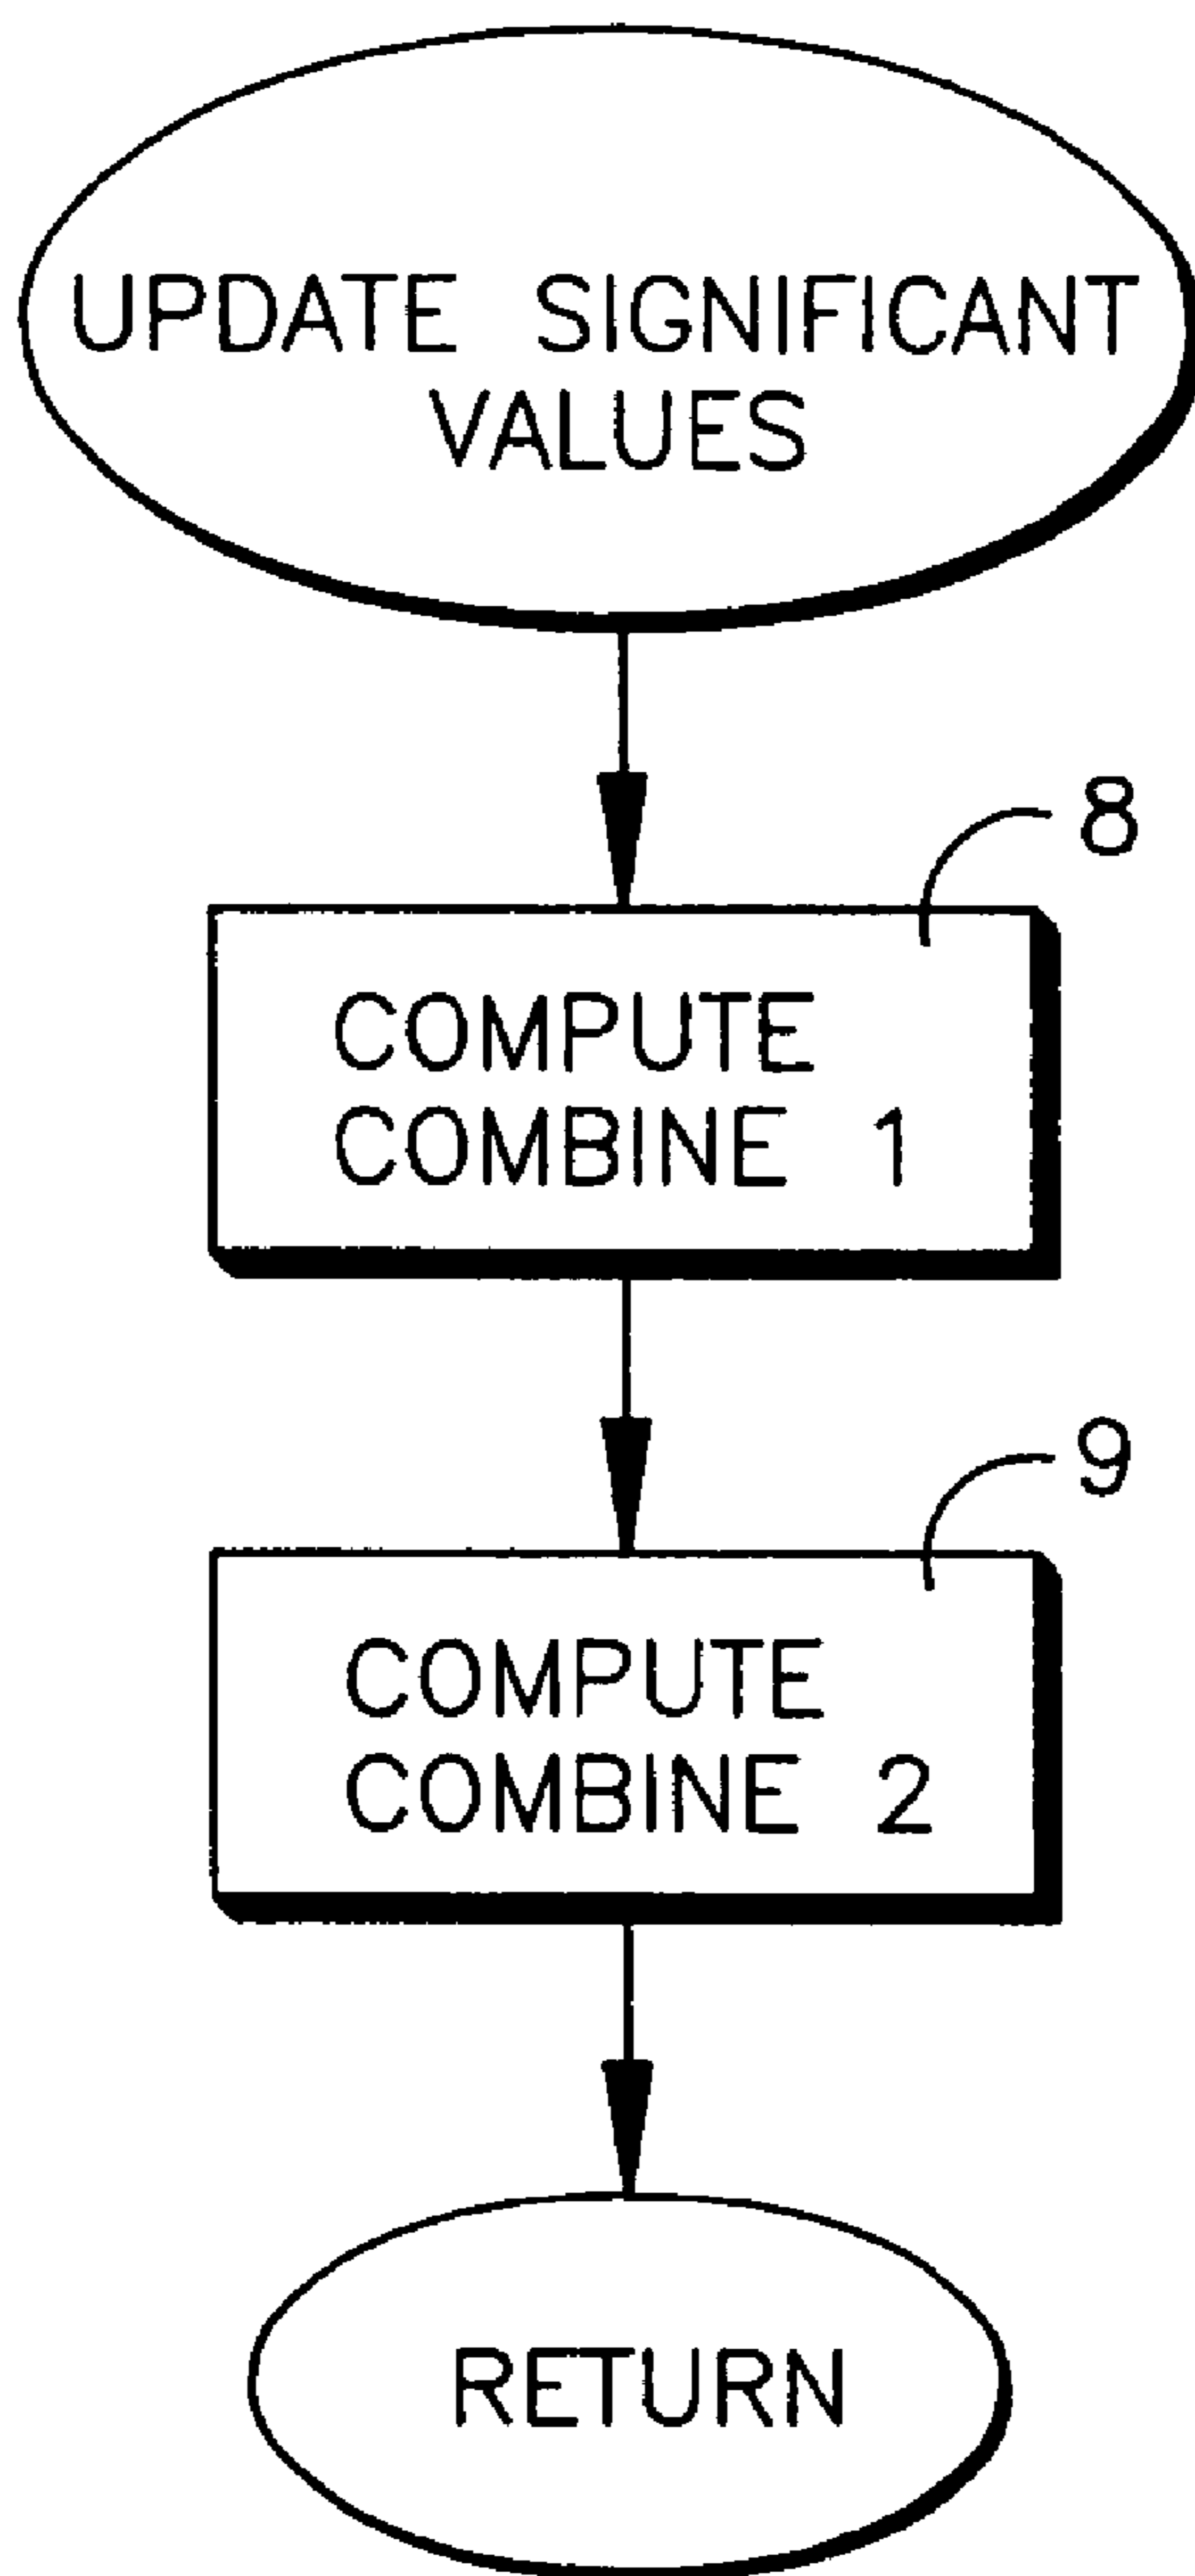 UPDATE SIGNIFICANT
VALUES
8
COMPUTE
COMBINE 1
9
COMPUTE
COMBINE 2
RETURN